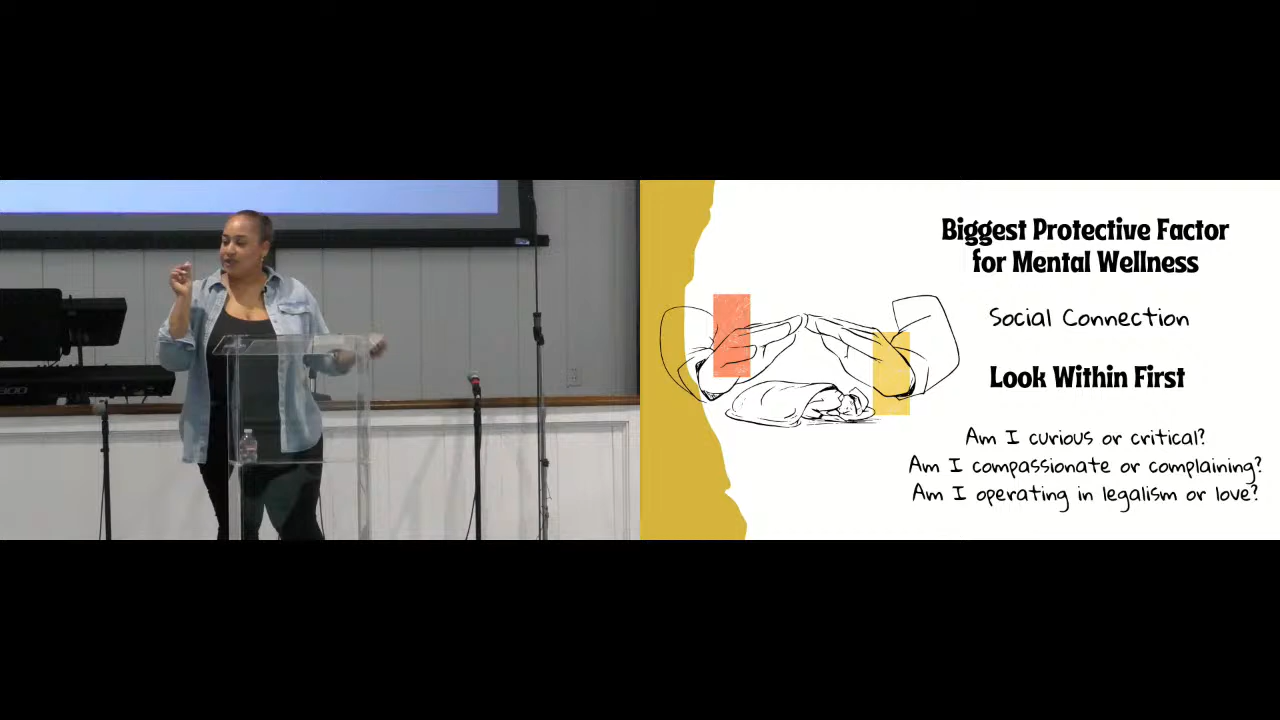 Biggest Protective Factor
for Mental Wellness
Social Connection
Look Within First
Am I curious or critical?
Am I compassionate or complaining?
Am I operating in legalism or love?